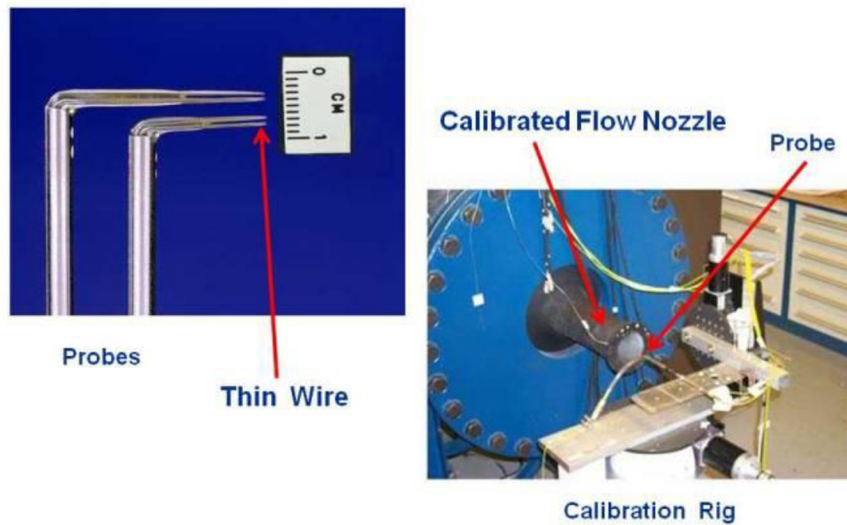 0
CM
1
Calibrated Flow Nozzle
Probe
Probes
Thin Wire
Calibration Rig